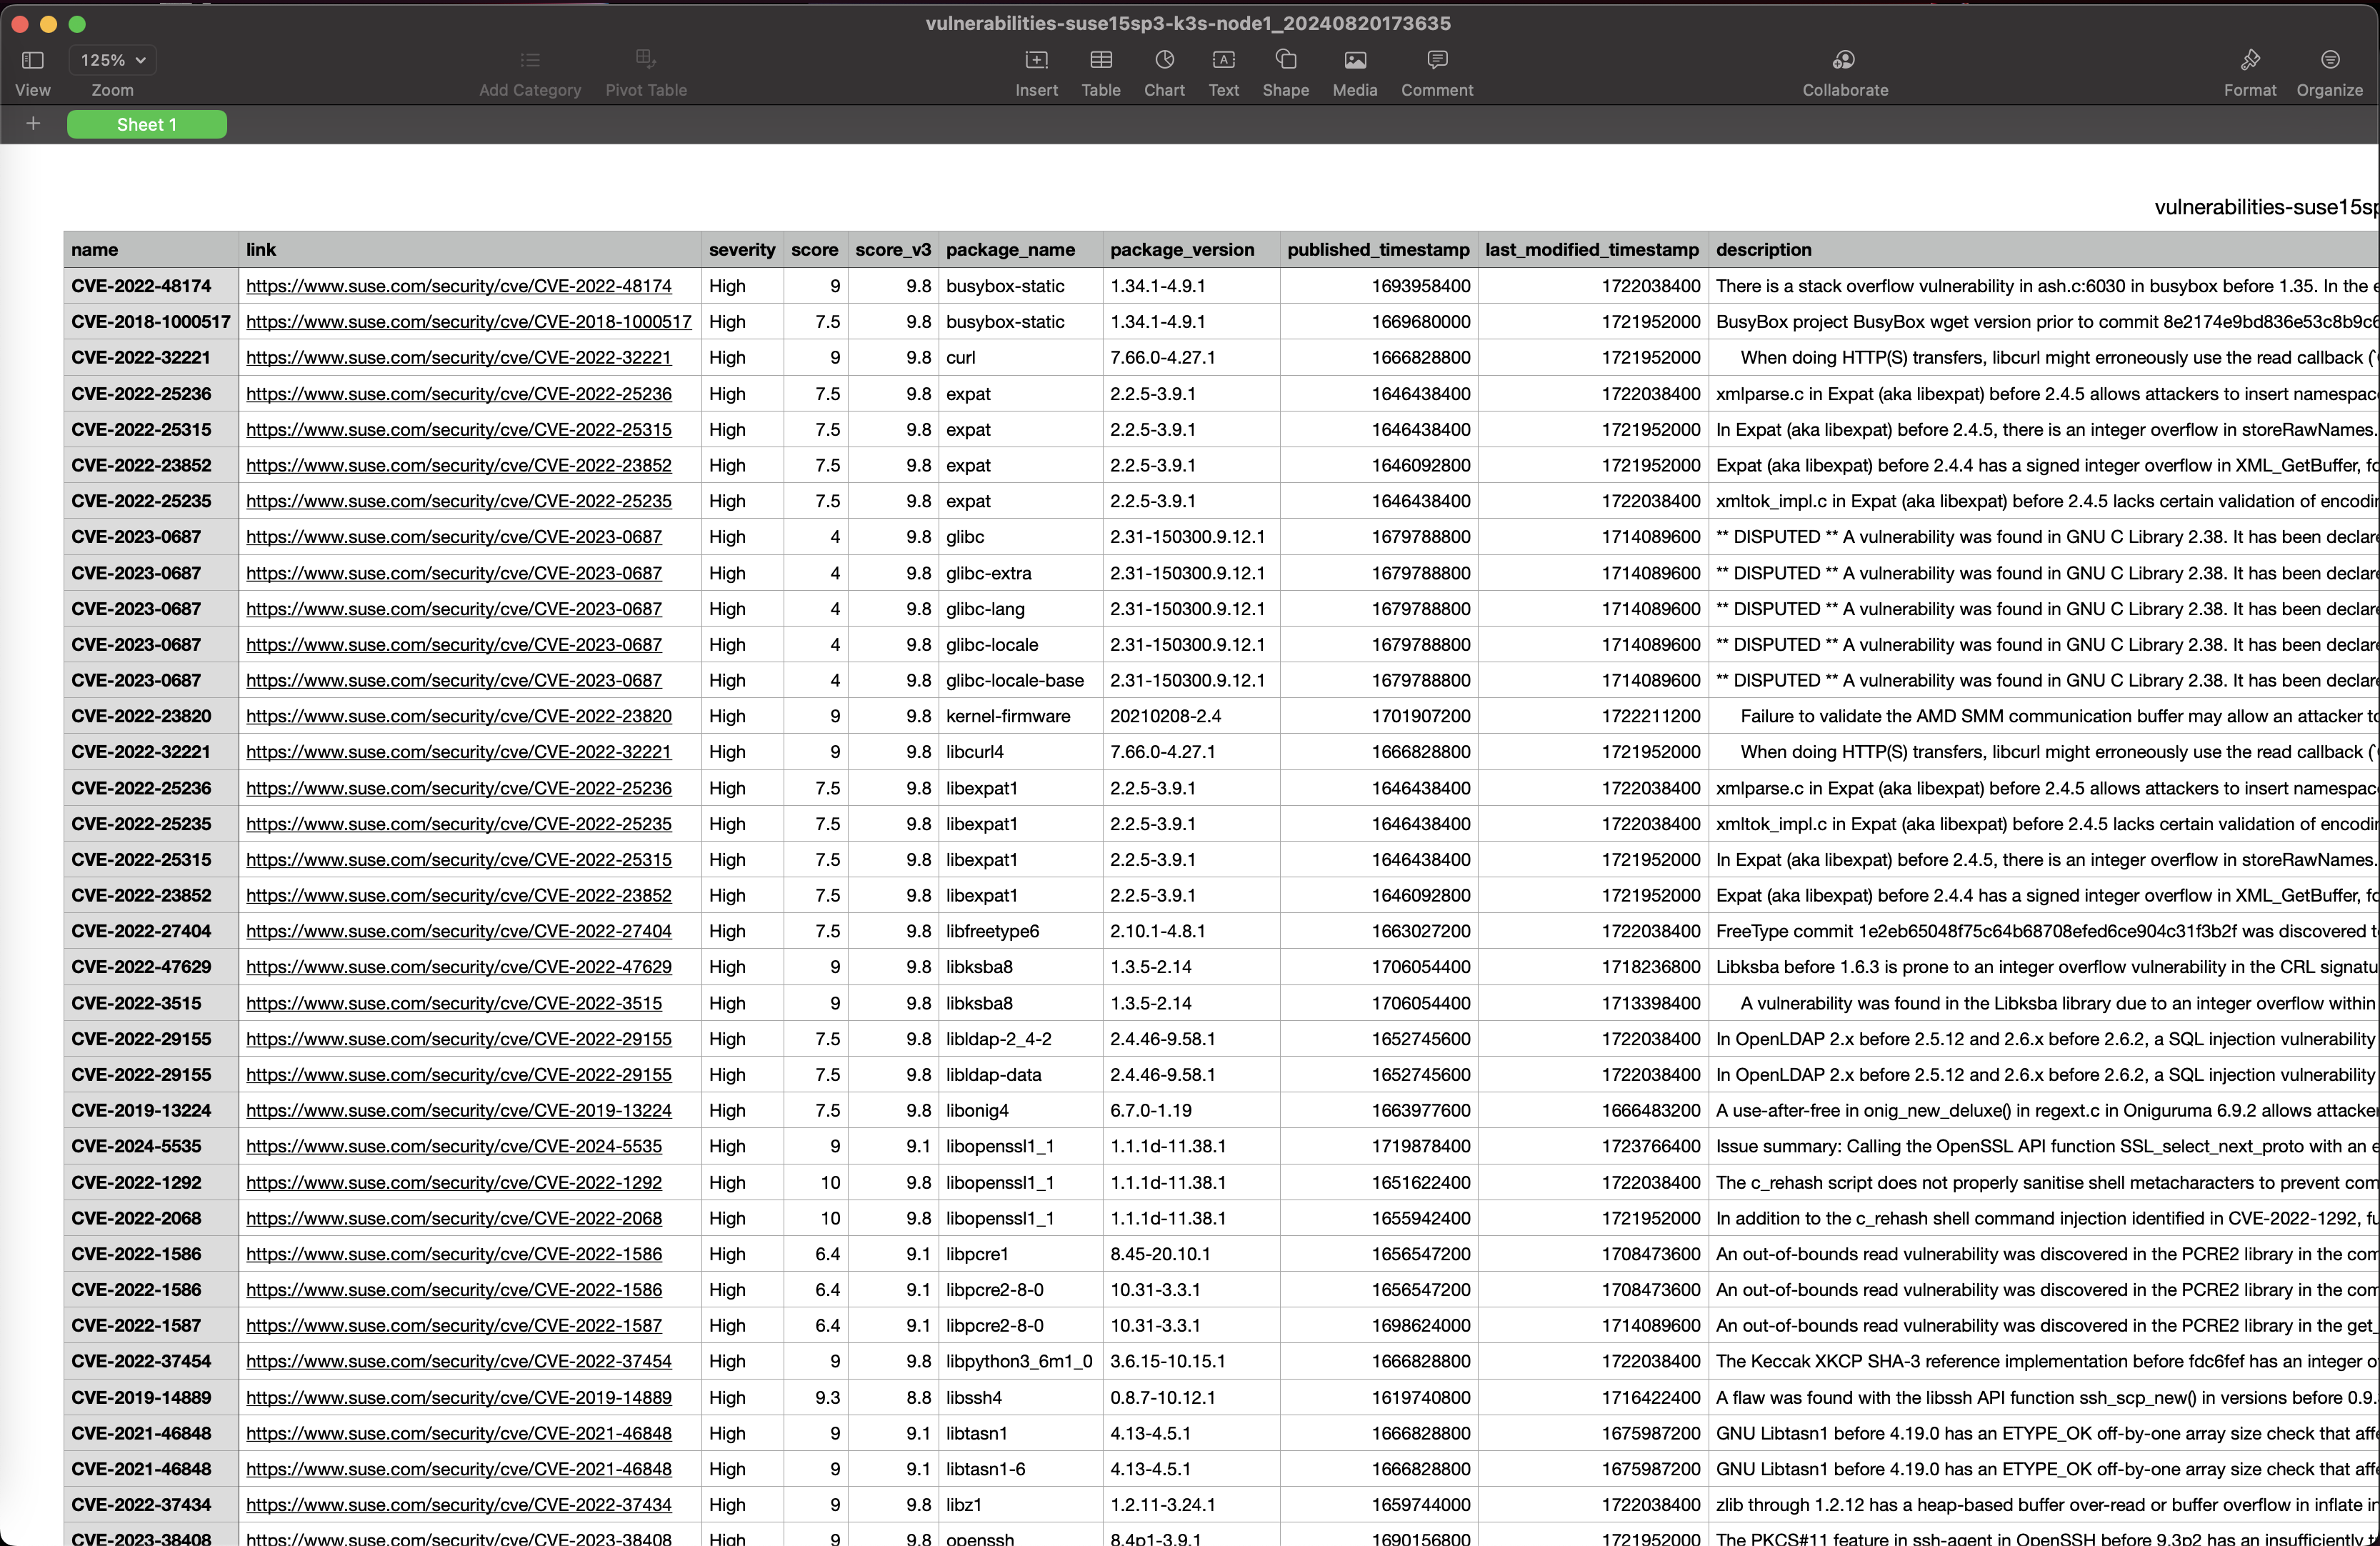 vulnerabilities-suse15sp3-k3s-node1_20240820173635
125%
View Zoom Add Category Pivot Table Insert Table Chart Text Shape Media Comment Collaborate Format Organize
Sheet 1
vulnerabilities-suse15sp
name link severity score score_v3 package_name package_version published_timestamp last_modified_timestamp description
CVE-2022-48174 https://www.suse.com/security/cve/CVE-2022-48174 High 9 9.8 busybox-static 1.34.1-4.9.1 1693958400 1722038400 There is a stack overflow vulnerability in ash.c:6030 in busybox before 1.35. In the e
CVE-2018-1000517 https://www.suse.com/security/cve/CVE-2018-1000517 High 7.5 9.8 busybox-static 1.34.1-4.9.1 1669680000 1721952000 BusyBox project BusyBox wget version prior to commit 8e2174e9bd836e53c8b9c6
CVE-2022-32221 https://www.suse.com/security/cve/CVE-2022-32221 High 9 9.8 curl 7.66.0-4.27.1 1666828800 1721952000 When doing HTTP(S) transfers, libcurl might erroneously use the read callback (`
CVE-2022-25236 https://www.suse.com/security/cve/CVE-2022-25236 High 7.5 9.8 expat 2.2.5-3.9.1 1646438400 1722038400 xmlparse.c in Expat (aka libexpat) before 2.4.5 allows attackers to insert namespac
CVE-2022-25315 https://www.suse.com/security/cve/CVE-2022-25315 High 7.5 9.8 expat 2.2.5-3.9.1 1646438400 1721952000 In Expat (aka libexpat) before 2.4.5, there is an integer overflow in storeRawNames.
CVE-2022-23852 https://www.suse.com/security/cve/CVE-2022-23852 High 7.5 9.8 expat 2.2.5-3.9.1 1646092800 1721952000 Expat (aka libexpat) before 2.4.4 has a signed integer overflow in XML_GetBuffer, fo
CVE-2022-25235 https://www.suse.com/security/cve/CVE-2022-25235 High 7.5 9.8 expat 2.2.5-3.9.1 1646438400 1722038400 xmltok_impl.c in Expat (aka libexpat) before 2.4.5 lacks certain validation of encodin
CVE-2023-0687 https://www.suse.com/security/cve/CVE-2023-0687 High 4 9.8 glibc 2.31-150300.9.12.1 1679788800 1714089600 ** DISPUTED ** A vulnerability was found in GNU C Library 2.38. It has been declare
CVE-2023-0687 https://www.suse.com/security/cve/CVE-2023-0687 High 4 9.8 glibc-extra 2.31-150300.9.12.1 1679788800 1714089600 ** DISPUTED ** A vulnerability was found in GNU C Library 2.38. It has been declare
CVE-2023-0687 https://www.suse.com/security/cve/CVE-2023-0687 High 4 9.8 glibc-lang 2.31-150300.9.12.1 1679788800 1714089600 ** DISPUTED ** A vulnerability was found in GNU C Library 2.38. It has been declare
CVE-2023-0687 https://www.suse.com/security/cve/CVE-2023-0687 High 4 9.8 glibc-locale 2.31-150300.9.12.1 1679788800 1714089600 ** DISPUTED ** A vulnerability was found in GNU C Library 2.38. It has been declare
CVE-2023-0687 https://www.suse.com/security/cve/CVE-2023-0687 High 4 9.8 glibc-locale-base 2.31-150300.9.12.1 1679788800 1714089600 ** DISPUTED ** A vulnerability was found in GNU C Library 2.38. It has been declare
CVE-2022-23820 https://www.suse.com/security/cve/CVE-2022-23820 High 9 9.8 kernel-firmware 20210208-2.4 1701907200 1722211200 Failure to validate the AMD SMM communication buffer may allow an attacker to
CVE-2022-32221 https://www.suse.com/security/cve/CVE-2022-32221 High 9 9.8 libcurl4 7.66.0-4.27.1 1666828800 1721952000 When doing HTTP(S) transfers, libcurl might erroneously use the read callback (`
CVE-2022-25236 https://www.suse.com/security/cve/CVE-2022-25236 High 7.5 9.8 libexpat1 2.2.5-3.9.1 1646438400 1722038400 xmlparse.c in Expat (aka libexpat) before 2.4.5 allows attackers to insert namespac
CVE-2022-25235 https://www.suse.com/security/cve/CVE-2022-25235 High 7.5 9.8 libexpat1 2.2.5-3.9.1 1646438400 1722038400 xmltok_impl.c in Expat (aka libexpat) before 2.4.5 lacks certain validation of encodin
CVE-2022-25315 https://www.suse.com/security/cve/CVE-2022-25315 High 7.5 9.8 libexpat1 2.2.5-3.9.1 1646438400 1721952000 In Expat (aka libexpat) before 2.4.5, there is an integer overflow in storeRawNames.
CVE-2022-23852 https://www.suse.com/security/cve/CVE-2022-23852 High 7.5 9.8 libexpat1 2.2.5-3.9.1 1646092800 1721952000 Expat (aka libexpat) before 2.4.4 has a signed integer overflow in XML_GetBuffer, fo
CVE-2022-27404 https://www.suse.com/security/cve/CVE-2022-27404 High 7.5 9.8 libfreetype6 2.10.1-4.8.1 1663027200 1722038400 FreeType commit 1e2eb65048f75c64b68708efed6ce904c31f3b2f was discovered t
CVE-2022-47629 https://www.suse.com/security/cve/CVE-2022-47629 High 9 9.8 libksba8 1.3.5-2.14 1706054400 1718236800 Libksba before 1.6.3 is prone to an integer overflow vulnerability in the CRL signatu
CVE-2022-3515 https://www.suse.com/security/cve/CVE-2022-3515 High 9 9.8 libksba8 1.3.5-2.14 1706054400 1713398400 A vulnerability was found in the Libksba library due to an integer overflow within
CVE-2022-29155 https://www.suse.com/security/cve/CVE-2022-29155 High 7.5 9.8 libldap-2_4-2 2.4.46-9.58.1 1652745600 1722038400 In OpenLDAP 2.x before 2.5.12 and 2.6.x before 2.6.2, a SQL injection vulnerability
CVE-2022-29155 https://www.suse.com/security/cve/CVE-2022-29155 High 7.5 9.8 libldap-data 2.4.46-9.58.1 1652745600 1722038400 In OpenLDAP 2.x before 2.5.12 and 2.6.x before 2.6.2, a SQL injection vulnerability
CVE-2019-13224 https://www.suse.com/security/cve/CVE-2019-13224 High 7.5 9.8 libonig4 6.7.0-1.19 1663977600 1666483200 A use-after-free in onig_new_deluxe() in regext.c in Oniguruma 6.9.2 allows attacke
CVE-2024-5535 https://www.suse.com/security/cve/CVE-2024-5535 High 9 9.1 libopenssl1_1 1.1.1d-11.38.1 1719878400 1723766400 Issue summary: Calling the OpenSSL API function SSL_select_next_proto with an e
CVE-2022-1292 https://www.suse.com/security/cve/CVE-2022-1292 High 10 9.8 libopenssl1_1 1.1.1d-11.38.1 1651622400 1722038400 The c_rehash script does not properly sanitise shell metacharacters to prevent com
CVE-2022-2068 https://www.suse.com/security/cve/CVE-2022-2068 High 10 9.8 libopenssl1_1 1.1.1d-11.38.1 1655942400 1721952000 In addition to the c_rehash shell command injection identified in CVE-2022-1292, fu
CVE-2022-1586 https://www.suse.com/security/cve/CVE-2022-1586 High 6.4 9.1 libpcre1 8.45-20.10.1 1656547200 1708473600 An out-of-bounds read vulnerability was discovered in the PCRE2 library in the com
CVE-2022-1586 https://www.suse.com/security/cve/CVE-2022-1586 High 6.4 9.1 libpcre2-8-0 10.31-3.3.1 1656547200 1708473600 An out-of-bounds read vulnerability was discovered in the PCRE2 library in the com
CVE-2022-1587 https://www.suse.com/security/cve/CVE-2022-1587 High 6.4 9.1 libpcre2-8-0 10.31-3.3.1 1698624000 1714089600 An out-of-bounds read vulnerability was discovered in the PCRE2 library in the get_
CVE-2022-37454 https://www.suse.com/security/cve/CVE-2022-37454 High 9 9.8 libpython3_6m1_0 3.6.15-10.15.1 1666828800 1722038400 The Keccak XKCP SHA-3 reference implementation before fdc6fef has an integer o
CVE-2019-14889 https://www.suse.com/security/cve/CVE-2019-14889 High 9.3 8.8 libssh4 0.8.7-10.12.1 1619740800 1716422400 A flaw was found with the libssh API function ssh_scp_new() in versions before 0.9.
CVE-2021-46848 https://www.suse.com/security/cve/CVE-2021-46848 High 9 9.1 libtasn1 4.13-4.5.1 1666828800 1675987200 GNU Libtasn1 before 4.19.0 has an ETYPE_OK off-by-one array size check that affe
CVE-2021-46848 https://www.suse.com/security/cve/CVE-2021-46848 High 9 9.1 libtasn1-6 4.13-4.5.1 1666828800 1675987200 GNU Libtasn1 before 4.19.0 has an ETYPE_OK off-by-one array size check that affe
CVE-2022-37434 https://www.suse.com/security/cve/CVE-2022-37434 High 9 9.8 libz1 1.2.11-3.24.1 1659744000 1722038400 zlib through 1.2.12 has a heap-based buffer over-read or buffer overflow in inflate in
CVE-2023-38408 https://www.suse.com/security/cve/CVE-2023-38408 High 9 9.8 openssh 8.4p1-3.9.1 1690156800 1721952000 The PKCS#11 feature in ssh-agent in OpenSSH before 9.3p2 has an insufficiently t